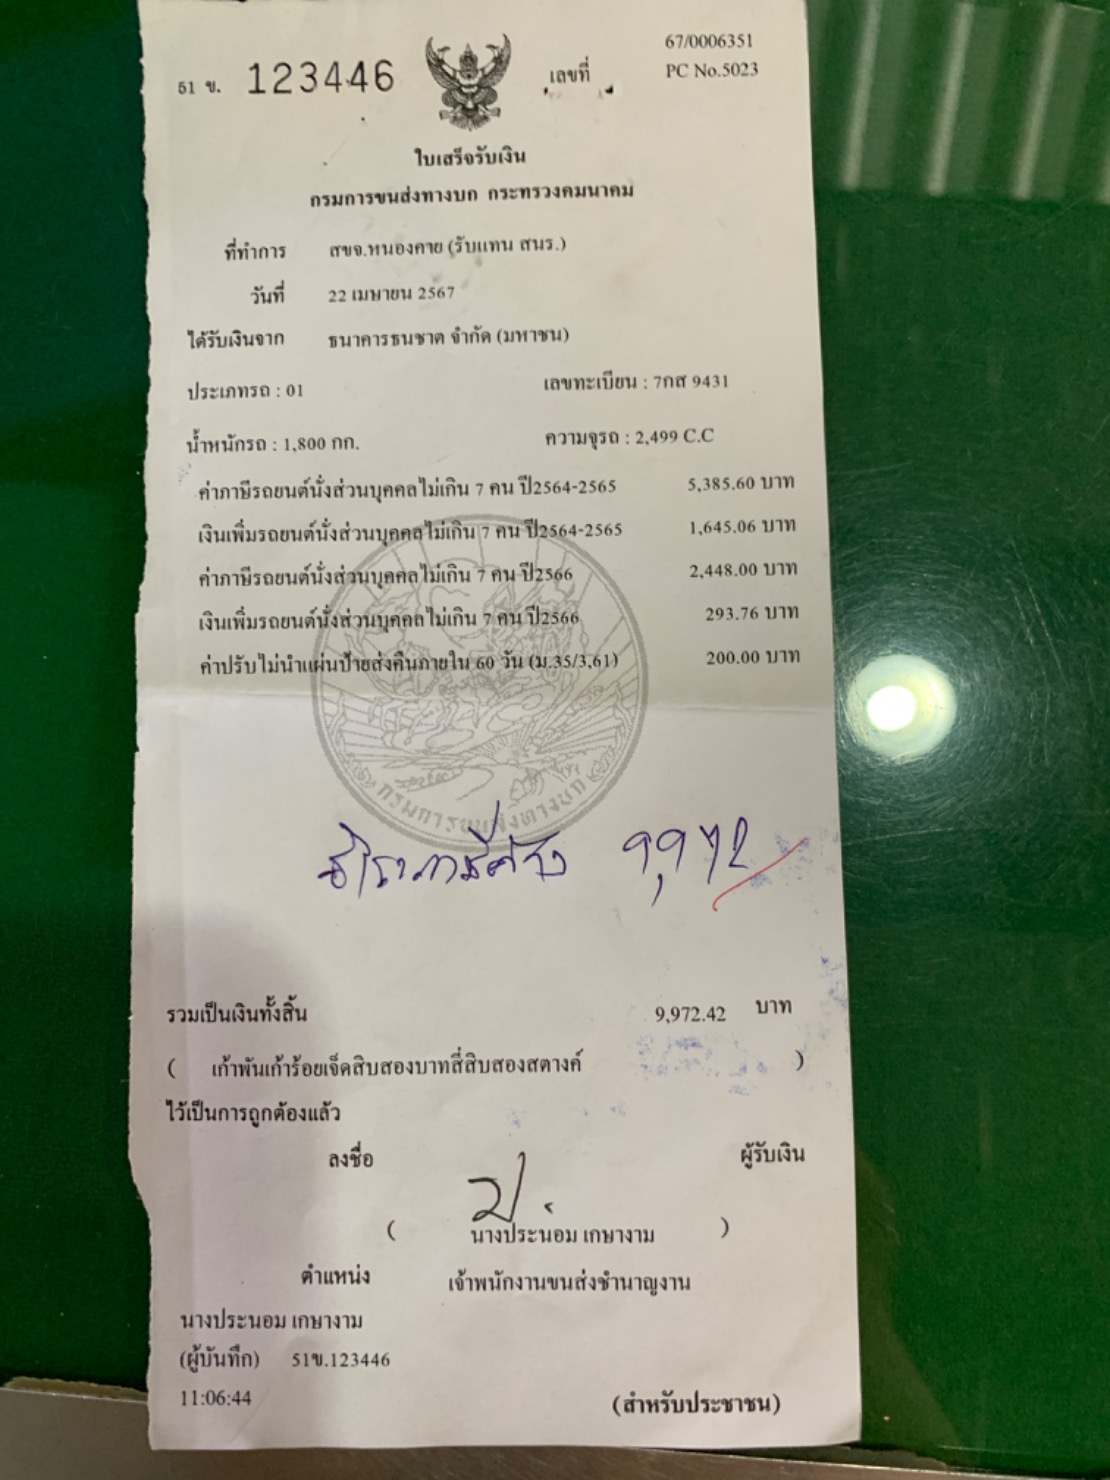 51 ข. 123446 เลขที่ 67/0006351
PC No.5023
ใบเสร็จรับเงิน
กรมการขนส่งทางบก กระทรวงคมนาคม
ที่ทำการ สขจ.หนองคาย (รับแทน สนร.)
วันที่ 22 เมษายน 2567
ได้รับเงินจาก ธนาคารธนชาต จำกัด (มหาชน)
ประเภทรถ : 01 เลขทะเบียน : 7กส 9431
น้ำหนักรถ : 1,800 กก. ความจุรถ : 2,499 C.C
ค่าภาษีรถยนต์นั่งส่วนบุคคลไม่เกิน 7 คน ปี2564-2565 5,385.60 บาท
เงินเพิ่มรถยนต์นั่งส่วนบุคคลไม่เกิน 7 คน ปี2564-2565 1,645.06 บาท
ค่าภาษีรถยนต์นั่งส่วนบุคคลไม่เกิน 7 คน ปี2566 2,448.00 บาท
เงินเพิ่มรถยนต์นั่งส่วนบุคคลไม่เกิน 7 คน ปี2566 293.76 บาท
ค่าปรับไม่นำแผ่นป้ายส่งคืนภายใน 60 วัน (ม.35/3,61) 200.00 บาท
กรมการขนส่งทางบก
ภาษีค้าง 9,972
รวมเป็นเงินทั้งสิ้น 9,972.42 บาท
( เก้าพันเก้าร้อยเจ็ดสิบสองบาทสี่สิบสองสตางค์ )
ไว้เป็นการถูกต้องแล้ว
ลงชื่อ ผู้รับเงิน
( นางประนอม เกษางาม )
ตำแหน่ง เจ้าพนักงานขนส่งชำนาญงาน
นางประนอม เกษางาม
(ผู้บันทึก) 51ข.123446
11:06:44 (สำหรับประชาชน)